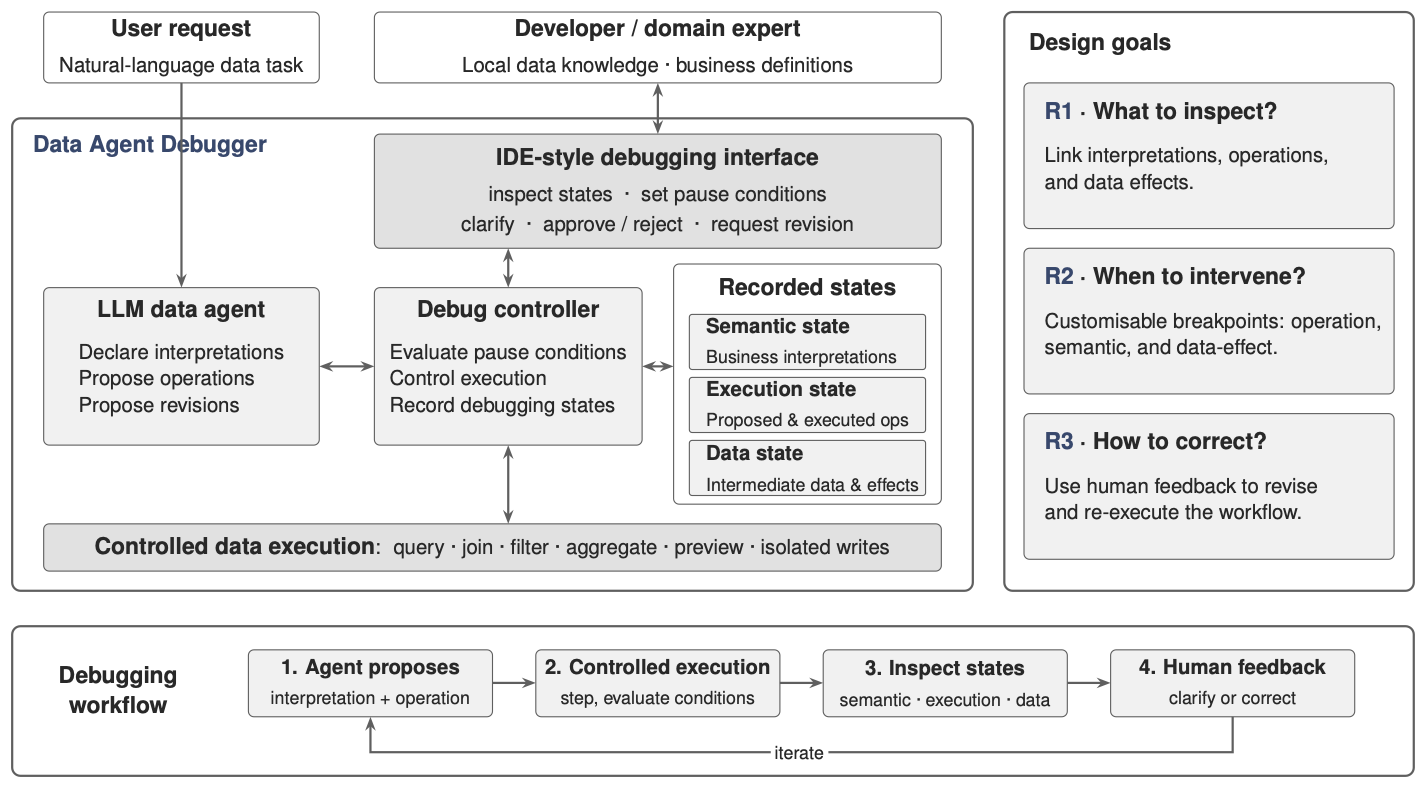 User request
Natural-language data task
Developer / domain expert
Local data knowledge · business definitions
Data Agent Debugger
IDE-style debugging interface
inspect states · set pause conditions
clarify · approve / reject · request revision
LLM data agent
Declare interpretations
Propose operations
Propose revisions
Debug controller
Evaluate pause conditions
Control execution
Record debugging states
Recorded states
Semantic state
Business interpretations
Execution state
Proposed & executed ops
Data state
Intermediate data & effects
Controlled data execution: query · join · filter · aggregate · preview · isolated writes
Design goals
R1 · What to inspect?
Link interpretations, operations,
and data effects.
R2 · When to intervene?
Customisable breakpoints: operation,
semantic, and data-effect.
R3 · How to correct?
Use human feedback to revise
and re-execute the workflow.
Debugging
workflow
1. Agent proposes
interpretation + operation
2. Controlled execution
step, evaluate conditions
3. Inspect states
semantic · execution · data
4. Human feedback
clarify or correct
iterate